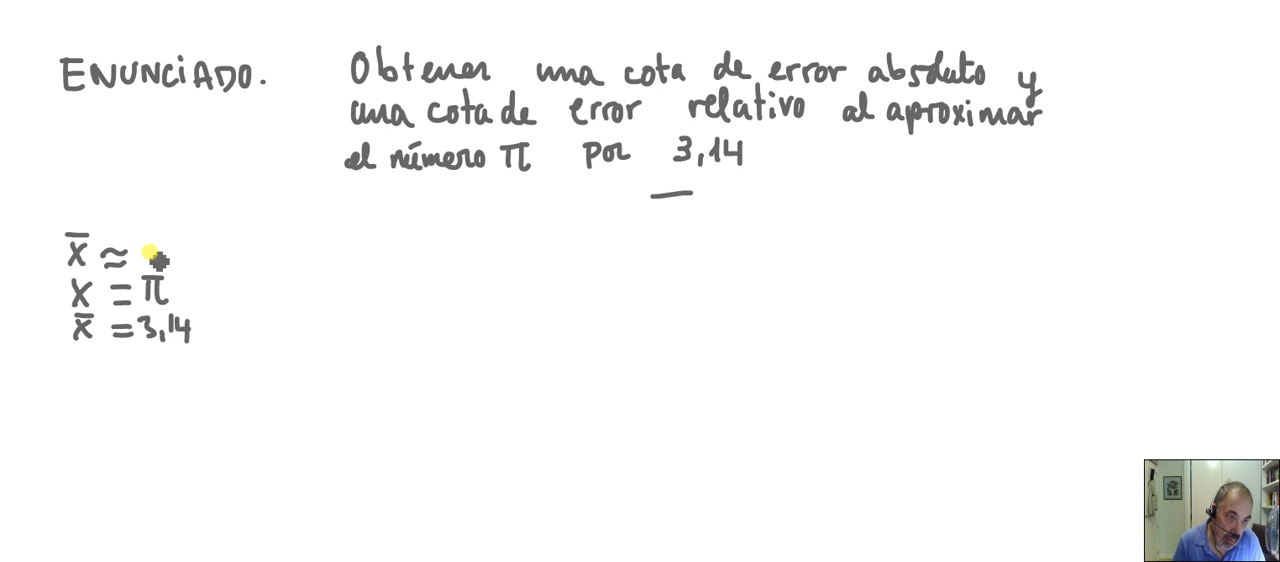 ENUNCIADO. Obtener una cota de error absoluto y
una cota de error relativo al aproximar
el número π por 3,14
x̄ ≈
x = π
x̄ = 3,14